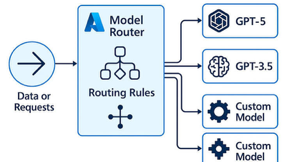 Model
Router
Routing Rules
Data or
Requests
GPT-5
GPT-3.5
Custom
Model
Custom
Model